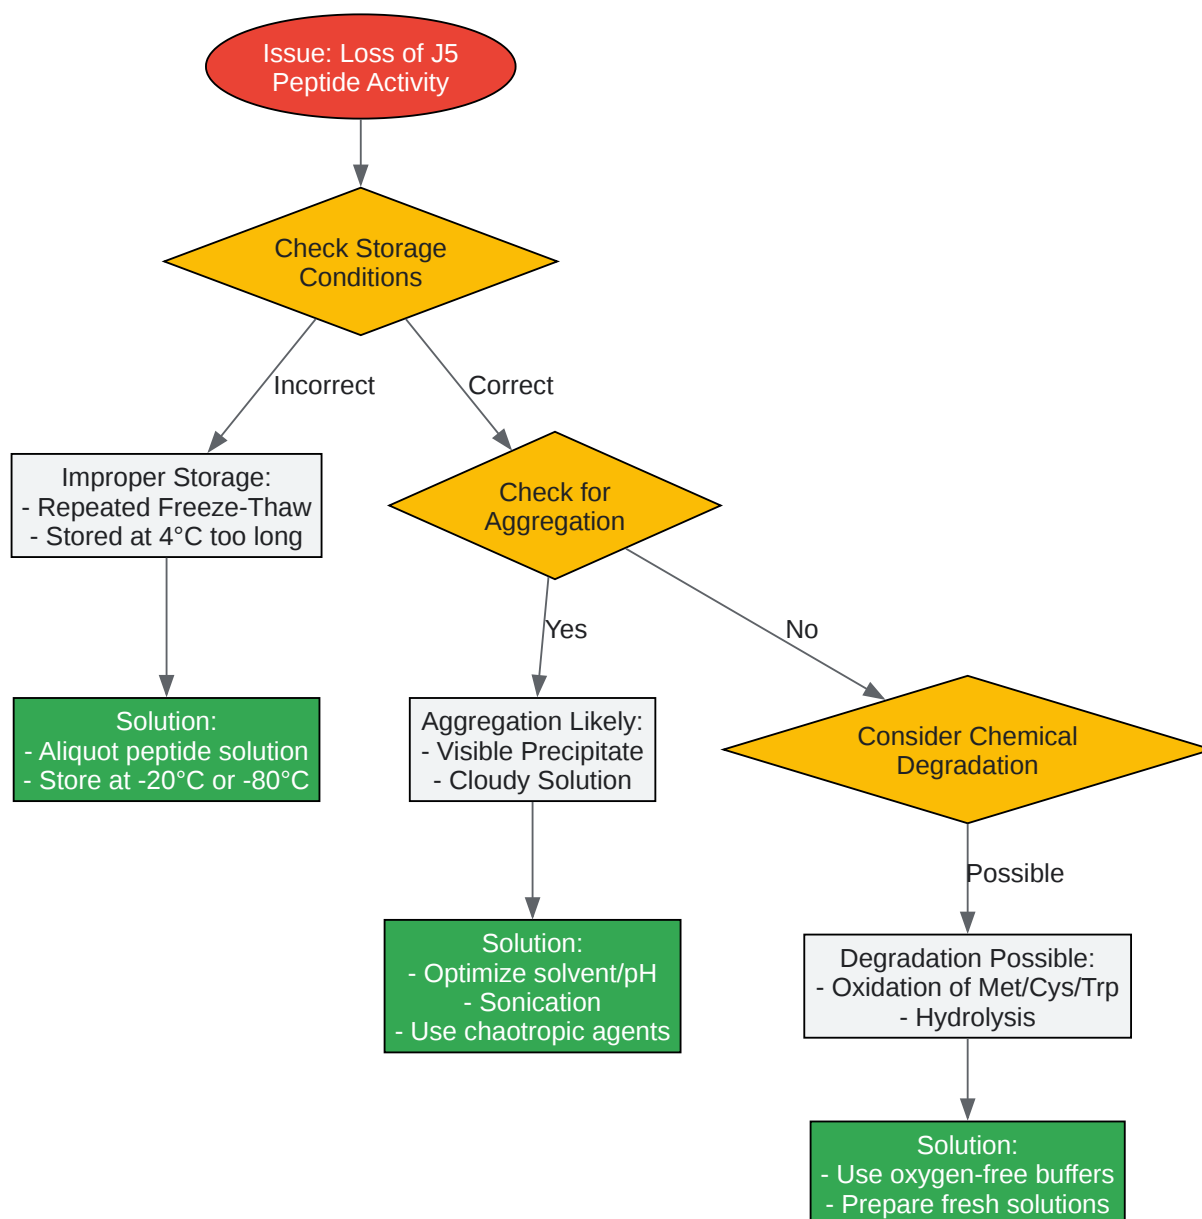 Issue: Loss of J5
Peptide Activity
Check Storage
Conditions
Incorrect
Correct
Improper Storage:
- Repeated Freeze-Thaw
- Stored at 4°C too long
Check for
Aggregation
Yes
No
Solution:
- Aliquot peptide solution
- Store at -20°C or -80°C
Aggregation Likely:
- Visible Precipitate
- Cloudy Solution
Consider Chemical
Degradation
Possible
Solution:
- Optimize solvent/pH
- Sonication
- Use chaotropic agents
Degradation Possible:
- Oxidation of Met/Cys/Trp
- Hydrolysis
Solution:
- Use oxygen-free buffers
- Prepare fresh solutions